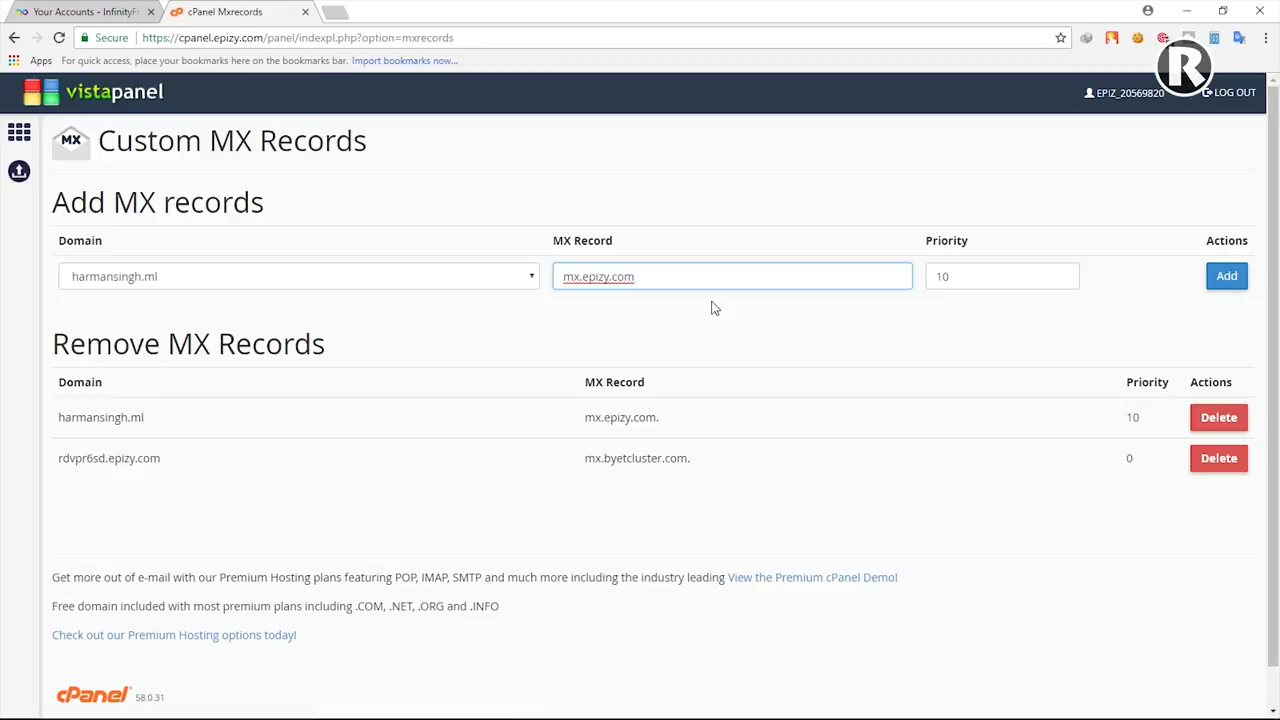 Your Accounts - InfinityF
cPanel Mxrecords
Secure
https://cpanel.epizy.com/panel/indexpl.php?option=mxrecords
Apps
For quick access, place your bookmarks here on the bookmarks bar. Import bookmarks now...
R
vistapanel
EPIZ_20569820
LOG OUT
MX
Custom MX Records
Add MX records
Domain MX Record Priority Actions
harmansingh.ml mx.epizy.com 10 Add
Remove MX Records
Domain MX Record Priority Actions
harmansingh.ml mx.epizy.com. 10 Delete
rdvpr6sd.epizy.com mx.byetcluster.com. 0 Delete
Get more out of e-mail with our Premium Hosting plans featuring POP, IMAP, SMTP and much more including the industry leading View the Premium cPanel Demo!
Free domain included with most premium plans including .COM, .NET, .ORG and .INFO
Check out our Premium Hosting options today!
cPanel 58.0.31